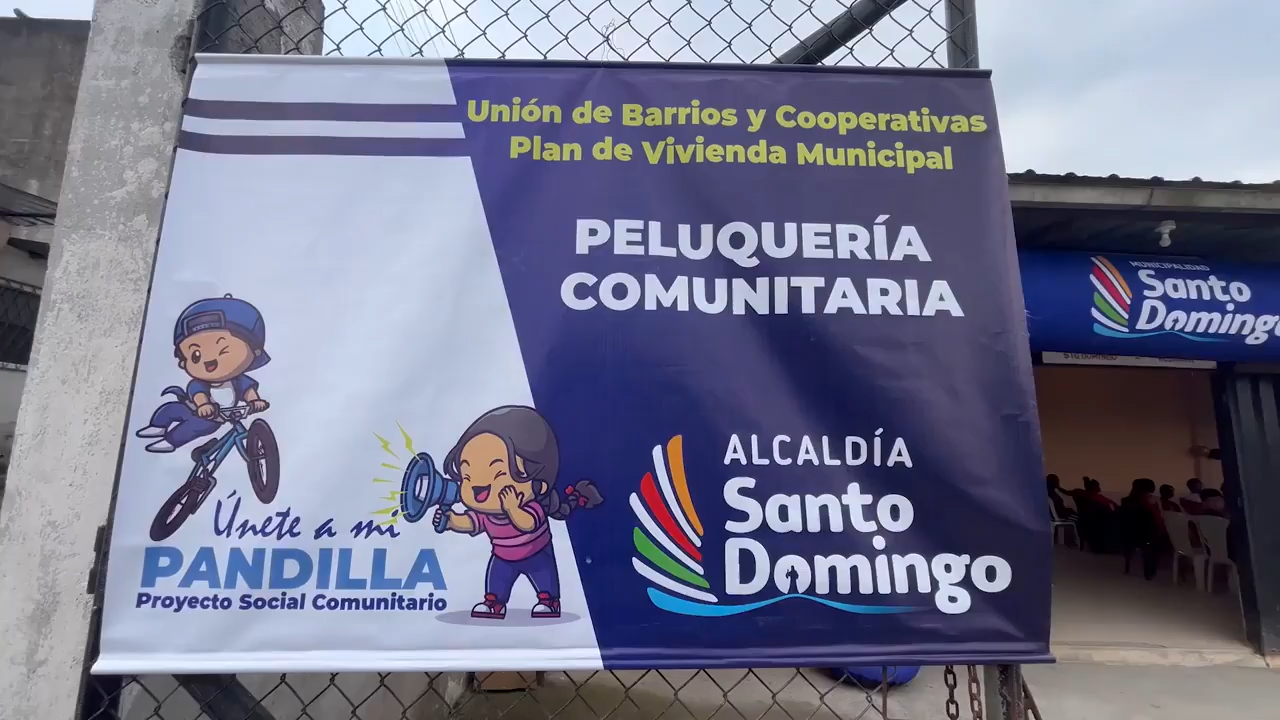 Unión de Barrios y Cooperativas
Plan de Vivienda Municipal
PELUQUERÍA
COMUNITARIA
Únete a mi
PANDILLA
Proyecto Social Comunitario
ALCALDÍA
Santo
Domingo
MUNICIPALIDAD
Santo
Domingo